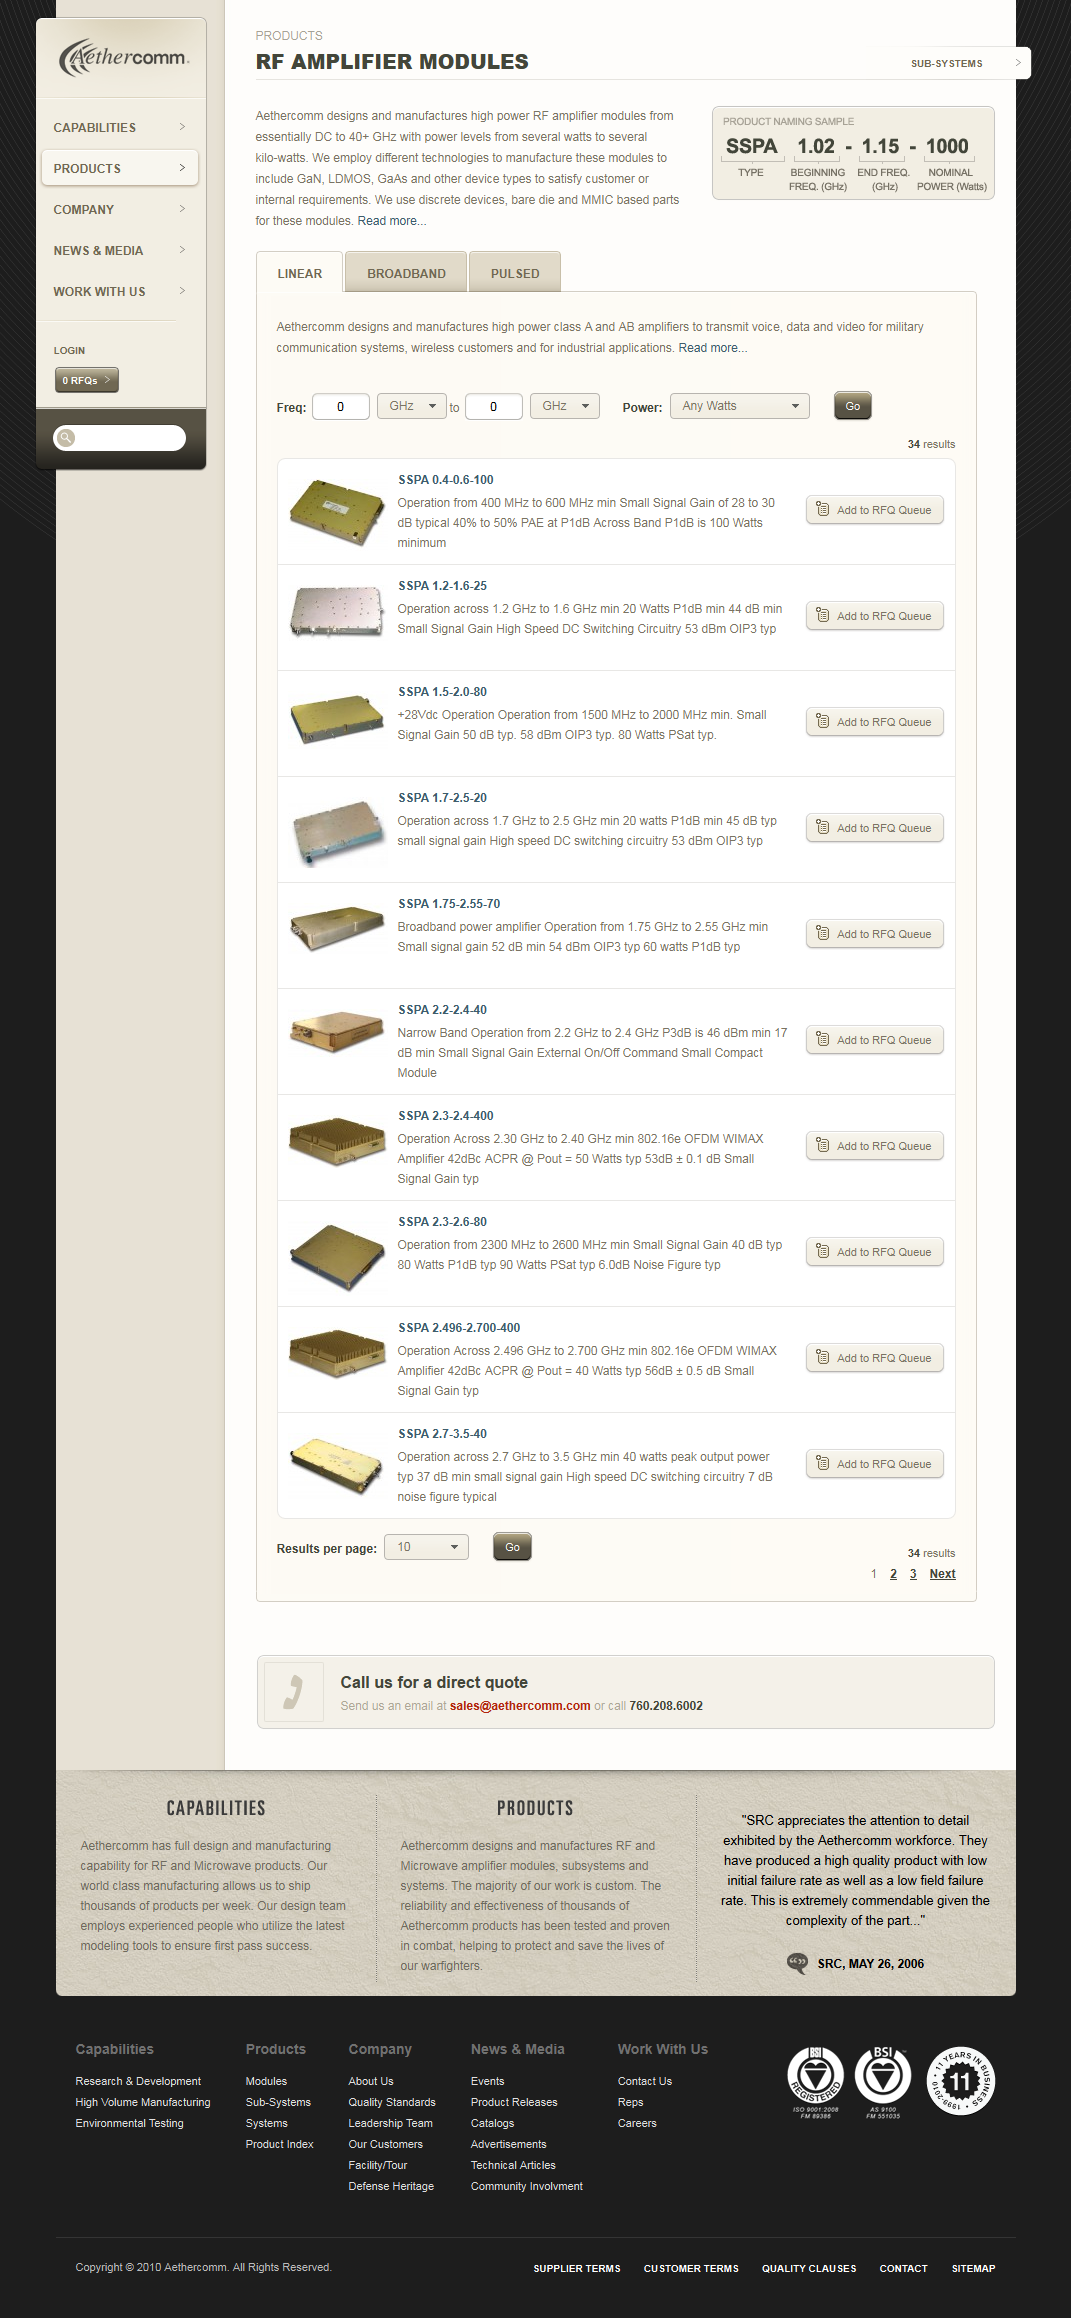 Aethercomm
CAPABILITIES
PRODUCTS
COMPANY
NEWS & MEDIA
WORK WITH US
LOGIN
0 RFQs
PRODUCTS
RF AMPLIFIER MODULES
SUB-SYSTEMS
Aethercomm designs and manufactures high power RF amplifier modules from
essentially DC to 40+ GHz with power levels from several watts to several
kilo-watts. We employ different technologies to manufacture these modules to
include GaN, LDMOS, GaAs and other device types to satisfy customer or
internal requirements. We use discrete devices, bare die and MMIC based parts
for these modules. Read more...
PRODUCT NAMING SAMPLE
SSPA 1.02 - 1.15 - 1000
TYPE BEGINNING FREQ. (GHz) END FREQ. (GHz) NOMINAL POWER (Watts)
LINEAR BROADBAND PULSED
Aethercomm designs and manufactures high power class A and AB amplifiers to transmit voice, data and video for military
communication systems, wireless customers and for industrial applications. Read more...
Freq: 0 GHz to 0 GHz Power: Any Watts Go
34 results
SSPA 0.4-0.6-100
Operation from 400 MHz to 600 MHz min Small Signal Gain of 28 to 30
dB typical 40% to 50% PAE at P1dB Across Band P1dB is 100 Watts
minimum
Add to RFQ Queue
SSPA 1.2-1.6-25
Operation across 1.2 GHz to 1.6 GHz min 20 Watts P1dB min 44 dB min
Small Signal Gain High Speed DC Switching Circuitry 53 dBm OIP3 typ
Add to RFQ Queue
SSPA 1.5-2.0-80
+28Vdc Operation Operation from 1500 MHz to 2000 MHz min. Small
Signal Gain 50 dB typ. 58 dBm OIP3 typ. 80 Watts PSat typ.
Add to RFQ Queue
SSPA 1.7-2.5-20
Operation across 1.7 GHz to 2.5 GHz min 20 watts P1dB min 45 dB typ
small signal gain High speed DC switching circuitry 53 dBm OIP3 typ
Add to RFQ Queue
SSPA 1.75-2.55-70
Broadband power amplifier Operation from 1.75 GHz to 2.55 GHz min
Small signal gain 52 dB min 54 dBm OIP3 typ 60 watts P1dB typ
Add to RFQ Queue
SSPA 2.2-2.4-40
Narrow Band Operation from 2.2 GHz to 2.4 GHz P3dB is 46 dBm min 17
dB min Small Signal Gain External On/Off Command Small Compact
Module
Add to RFQ Queue
SSPA 2.3-2.4-400
Operation Across 2.30 GHz to 2.40 GHz min 802.16e OFDM WIMAX
Amplifier 42dBc ACPR @ Pout = 50 Watts typ 53dB ± 0.1 dB Small
Signal Gain typ
Add to RFQ Queue
SSPA 2.3-2.6-80
Operation from 2300 MHz to 2600 MHz min Small Signal Gain 40 dB typ
80 Watts P1dB typ 90 Watts PSat typ 6.0dB Noise Figure typ
Add to RFQ Queue
SSPA 2.496-2.700-400
Operation Across 2.496 GHz to 2.700 GHz min 802.16e OFDM WIMAX
Amplifier 42dBc ACPR @ Pout = 40 Watts typ 56dB ± 0.5 dB Small
Signal Gain typ
Add to RFQ Queue
SSPA 2.7-3.5-40
Operation across 2.7 GHz to 3.5 GHz min 40 watts peak output power
typ 37 dB min small signal gain High speed DC switching circuitry 7 dB
noise figure typical
Add to RFQ Queue
Results per page: 10 Go
34 results
1 2 3 Next
Call us for a direct quote
Send us an email at sales@aethercomm.com or call 760.208.6002
CAPABILITIES
Aethercomm has full design and manufacturing
capability for RF and Microwave products. Our
world class manufacturing allows us to ship
thousands of products per week. Our design team
employs experienced people who utilize the latest
modeling tools to ensure first pass success.
PRODUCTS
Aethercomm designs and manufactures RF and
Microwave amplifier modules, subsystems and
systems. The majority of our work is custom. The
reliability and effectiveness of thousands of
Aethercomm products has been tested and proven
in combat, helping to protect and save the lives of
our warfighters.
"SRC appreciates the attention to detail
exhibited by the Aethercomm workforce. They
have produced a high quality product with low
initial failure rate as well as a low field failure
rate. This is extremely commendable given the
complexity of the part..."
SRC, MAY 26, 2006
Capabilities
Research & Development
High Volume Manufacturing
Environmental Testing
Products
Modules
Sub-Systems
Systems
Product Index
Company
About Us
Quality Standards
Leadership Team
Our Customers
Facility/Tour
Defense Heritage
News & Media
Events
Product Releases
Catalogs
Advertisements
Technical Articles
Community Involvment
Work With Us
Contact Us
Reps
Careers
BSI
REGISTERED
ISO 9001:2008
FM 89386
BSI
AS 9100
FM 551035
11 YEARS IN BUSINESS
11
1999-2010
Copyright © 2010 Aethercomm. All Rights Reserved.
SUPPLIER TERMS CUSTOMER TERMS QUALITY CLAUSES CONTACT SITEMAP